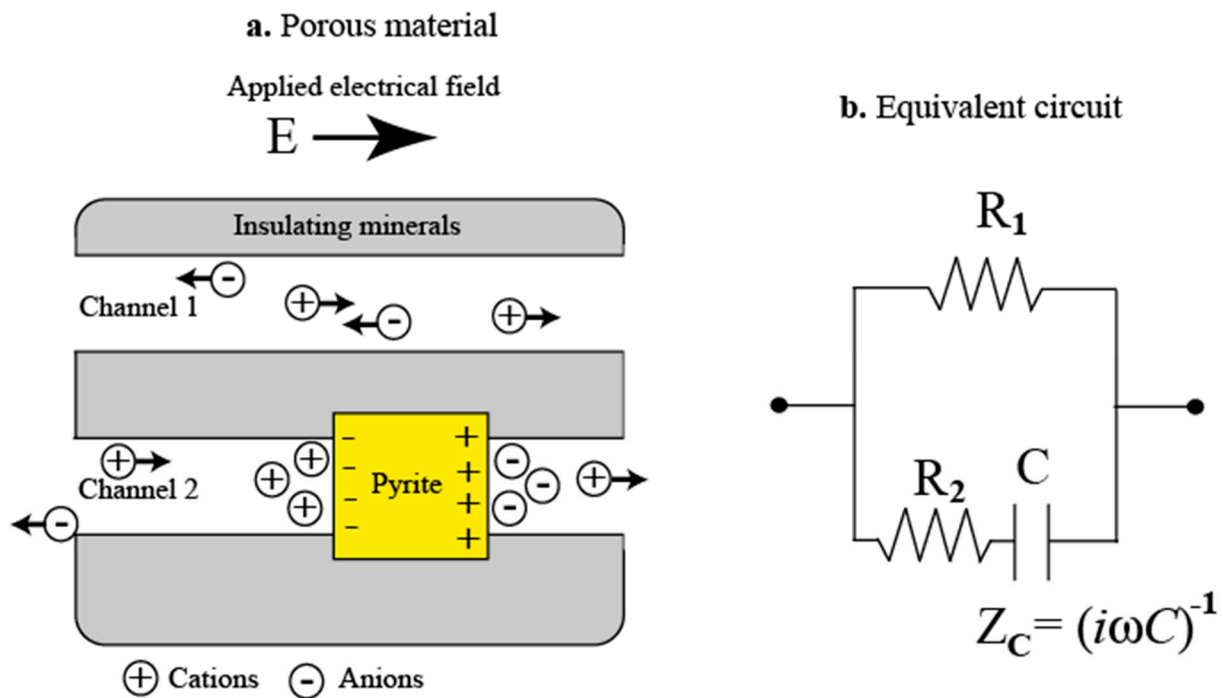 a. Porous material
Applied electrical field
E
Insulating minerals
-
Channel 1
+
-
+
+
Channel 2
-
+
+
+
-
-
-
-
Pyrite
+
+
+
+
-
-
-
+
+ Cations - Anions
b. Equivalent circuit
R1
R2
C
ZC = (iωC)-1